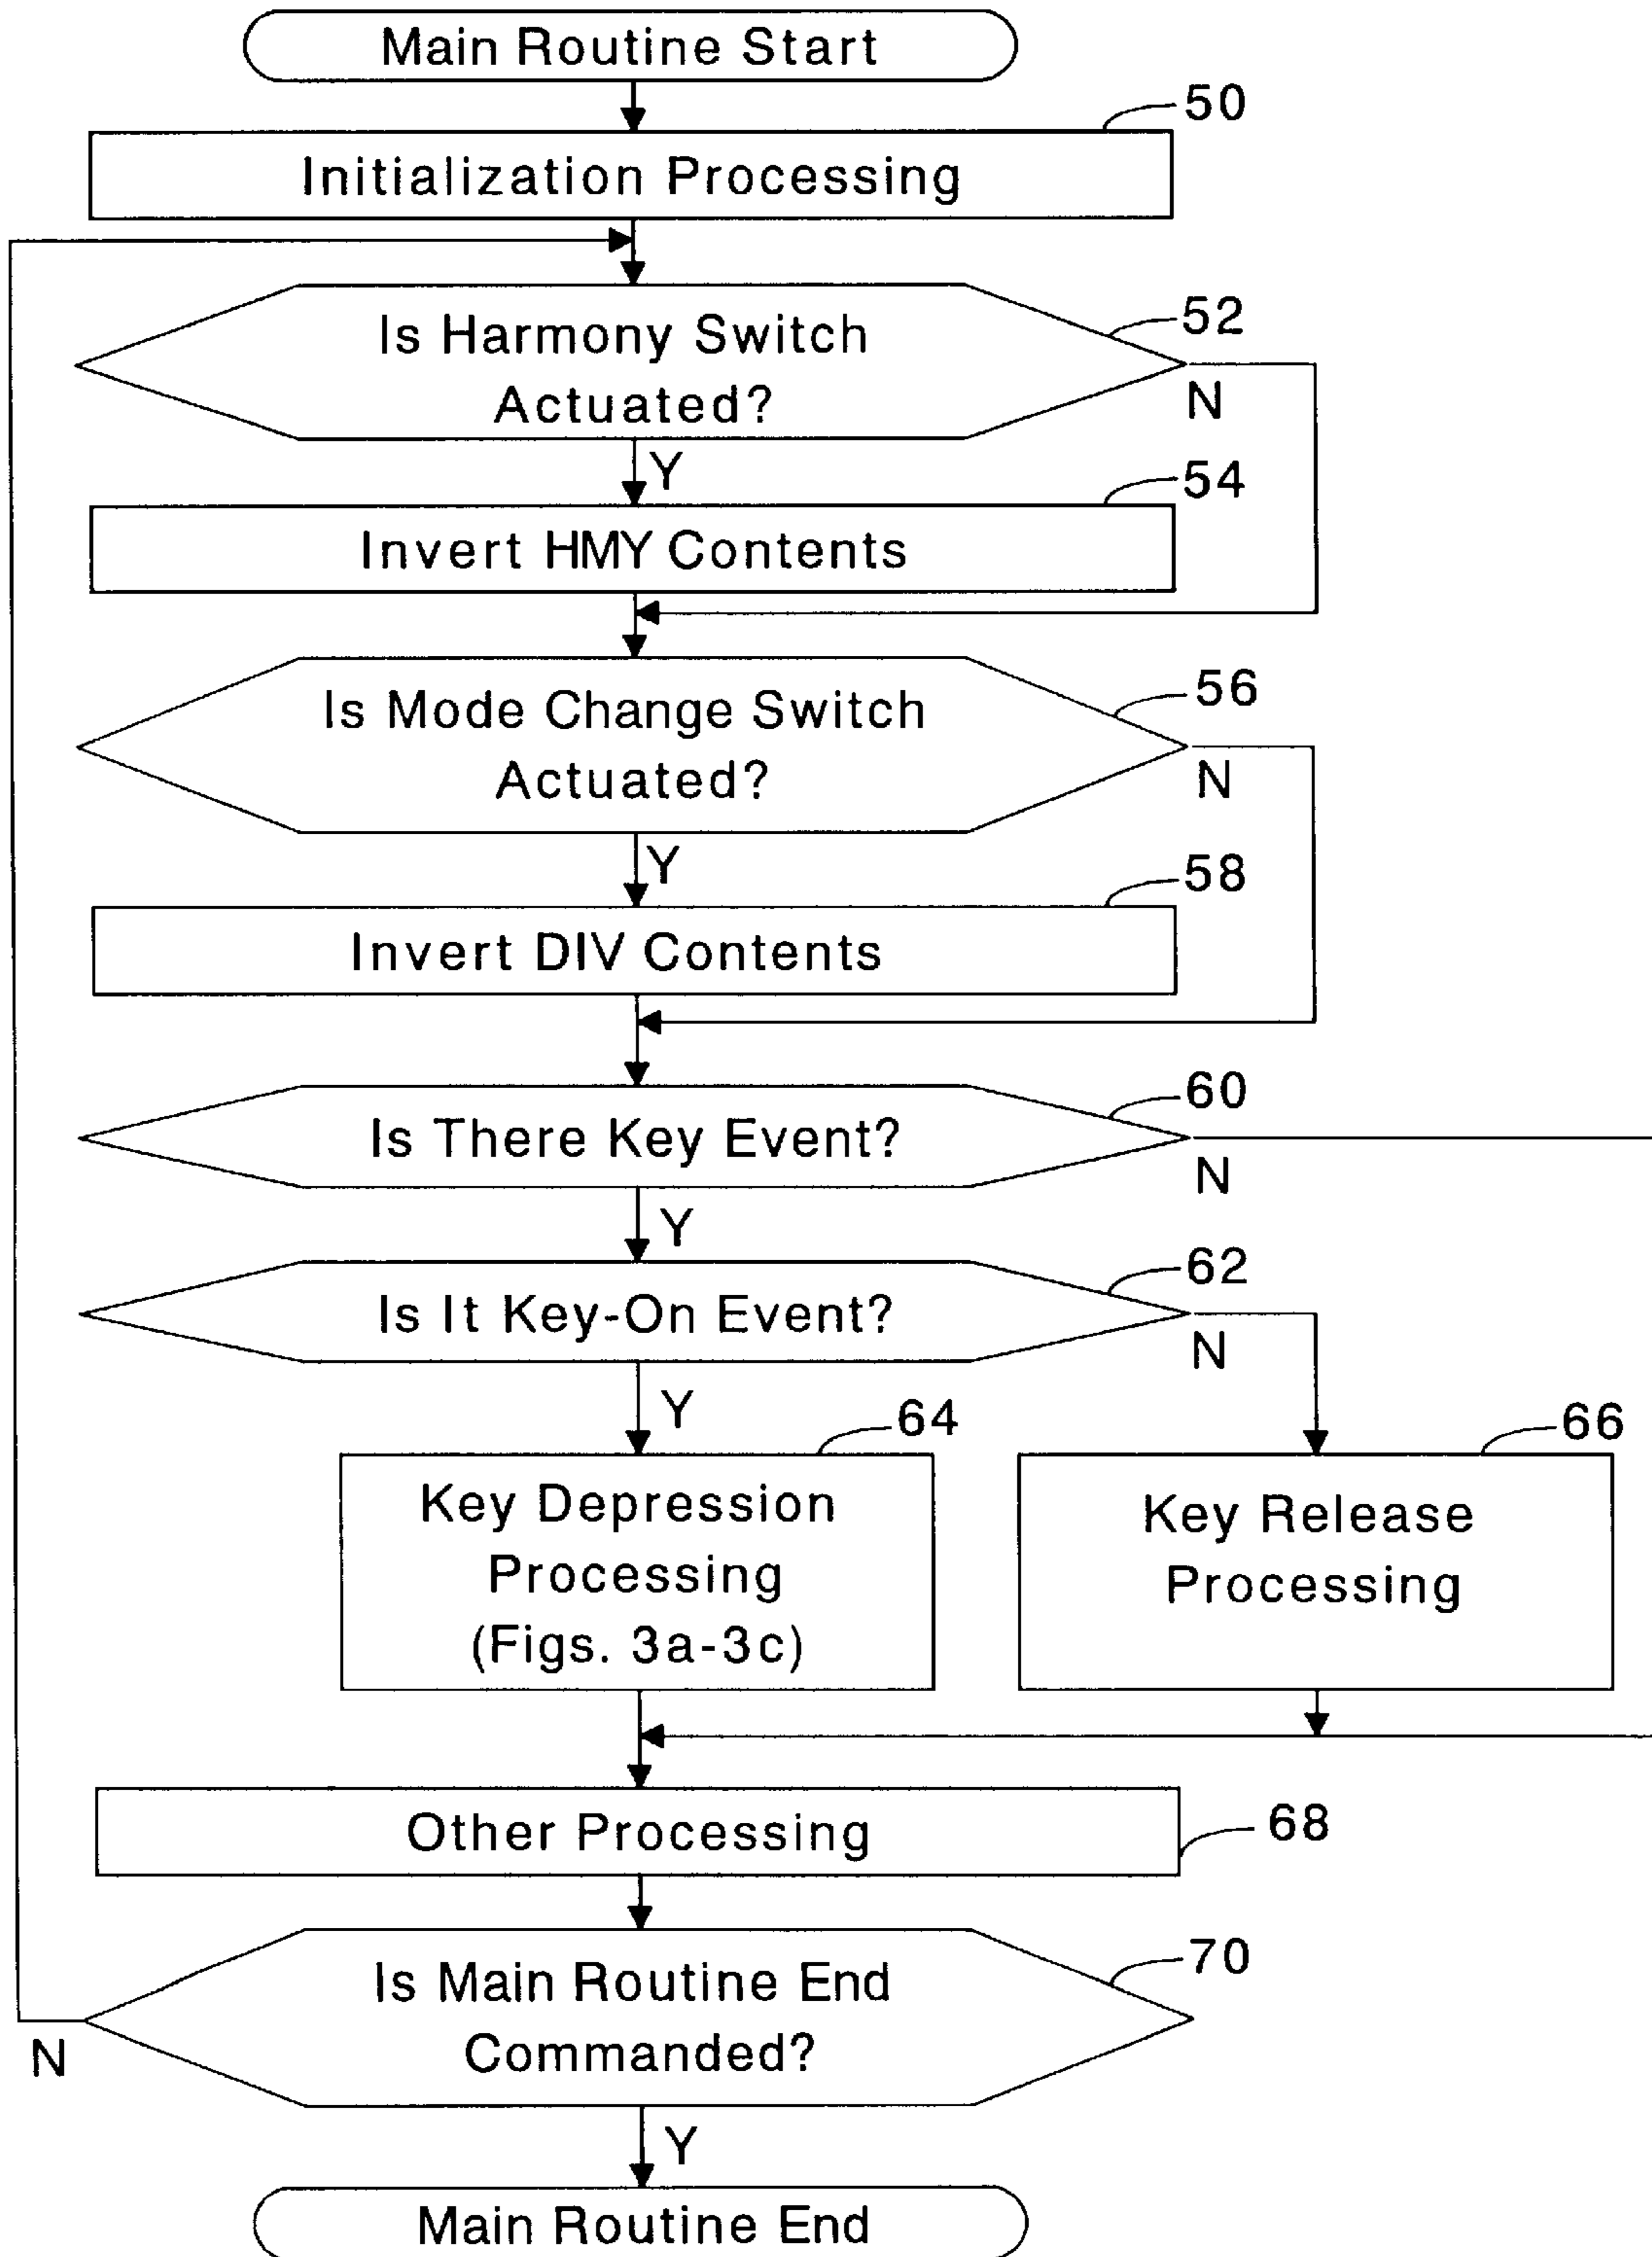 Main Routine Start
50
Initialization Processing
52
Is Harmony Switch
Actuated?
N
Y
54
Invert HMY Contents
56
Is Mode Change Switch
Actuated?
N
Y
58
Invert DIV Contents
60
Is There Key Event?
N
Y
62
Is It Key-On Event?
N
Y
64
66
Key Depression
Processing
(Figs. 3a-3c)
Key Release
Processing
Other Processing
68
70
Is Main Routine End
Commanded?
N
Y
Main Routine End